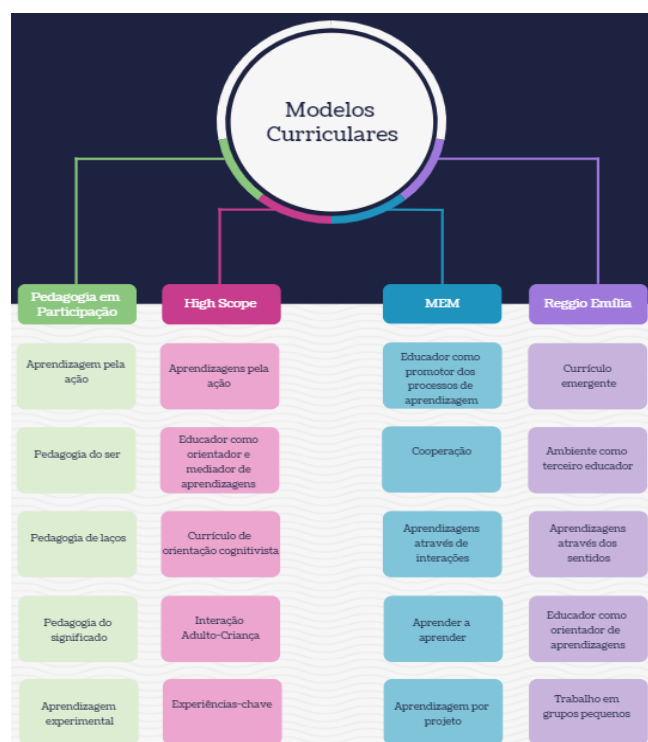 Modelos
Curriculares
Pedagogia em
Participação
Aprendizagem pela
ação
Pedagogia do ser
Pedagogia de laços
Pedagogia do
significado
Aprendizagem
experimental
High Scope
Aprendizagens pela
ação
Educador como
orientador e
mediador de
aprendizagens
Currículo de
orientação cognitivista
Interação
Adulto-Criança
Experiências-chave
MEM
Educador como
promotor dos
processos de
aprendizagem
Cooperação
Aprendizagens
através de
interações
Aprender a
aprender
Aprendizagem por
projeto
Reggio Emília
Currículo
emergente
Ambiente como
terceiro educador
Aprendizagens
através dos
sentidos
Educador como
orientador de
aprendizagens
Trabalho em
grupos pequenos